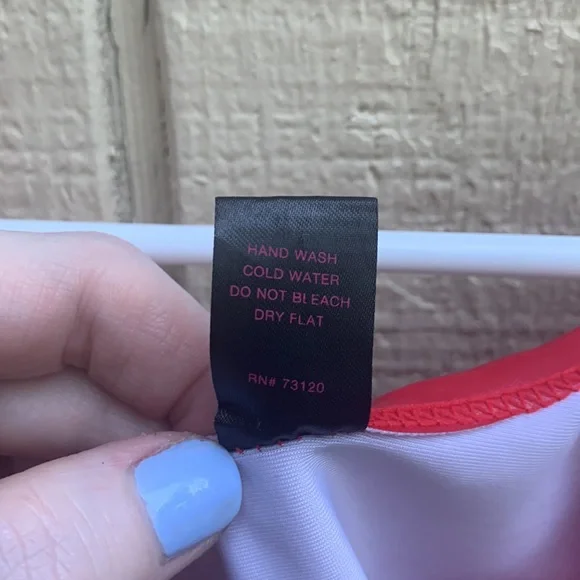 HAND WASH
COLD WATER
DO NOT BLEACH
DRY FLAT
RN# 73120